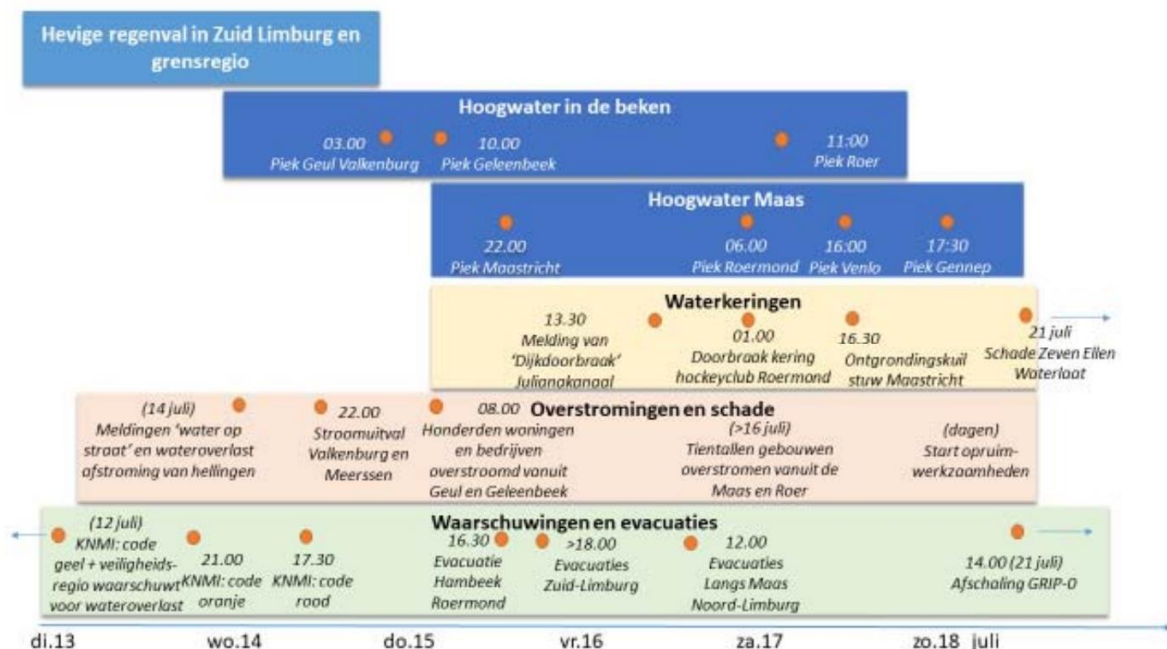 Hevige regenval in Zuid Limburg en
grensregio
Hoogwater in de beken
03.00
Piek Geul Valkenburg
10.00
Piek Geleenbeek
11:00
Piek Roer
Hoogwater Maas
22.00
Piek Maastricht
06.00
Piek Roermond
16:00
Piek Venlo
17:30
Piek Gennep
Waterkeringen
13.30
Melding van
‘Dijkdoorbraak’
Julianakanaal
01.00
Doorbraak kering
hockeyclub Roermond
16.30
Ontgrondingskuil
stuw Maastricht
21 juli
Schade Zeven Ellen
Waterlaat
Overstromingen en schade
(14 juli)
Meldingen ‘water op
straat’ en wateroverlast
afstroming van hellingen
22.00
Stroomuitval
Valkenburg en
Meerssen
08.00
Honderden woningen
en bedrijven
overstroomd vanuit
Geul en Geleenbeek
(>16 juli)
Tientallen gebouwen
overstromen vanuit de
Maas en Roer
(dagen)
Start opruim-
werkzaamheden
Waarschuwingen en evacuaties
(12 juli)
KNMI: code
geel + veiligheids-
regio waarschuwt
voor wateroverlast
21.00
KNMI: code
oranje
17.30
KNMI: code
rood
16.30
Evacuatie
Hambeek
Roermond
>18.00
Evacuaties
Zuid-Limburg
12.00
Evacuaties
Langs Maas
Noord-Limburg
14.00 (21 juli)
Afschaling GRIP-0
di.13 wo.14 do.15 vr.16 za.17 zo.18 juli